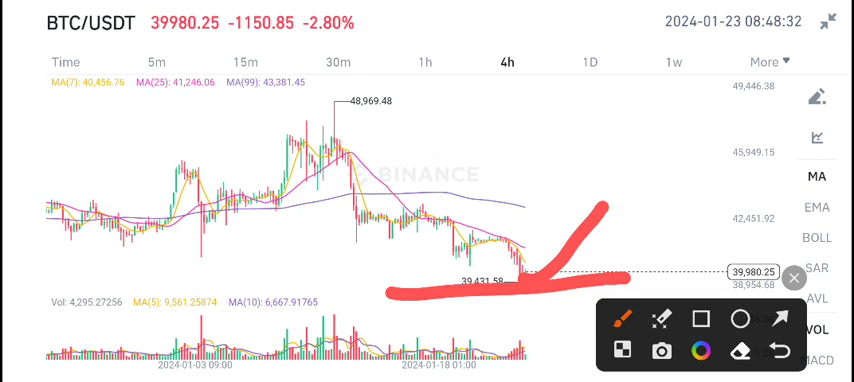 BTC/USDT 39980.25 -1150.85 -2.80% 2024-01-23 08:48:32
Time 5m 15m 30m 1h 4h 1D 1w More
MA(7): 40,456.76 MA(25): 41,246.06 MA(99): 43,381.45
49,446.38
48,969.48
45,949.15
BINANCE
MA
EMA
42,451.92
BOLL
39,980.25
SAR
39,431.58
38,954.68
AVL
Vol: 4,295.27256 MA(5): 9,561.25874 MA(10): 6,667.91765
VOL
MACD
2024-01-03 09:00 2024-01-18 01:00